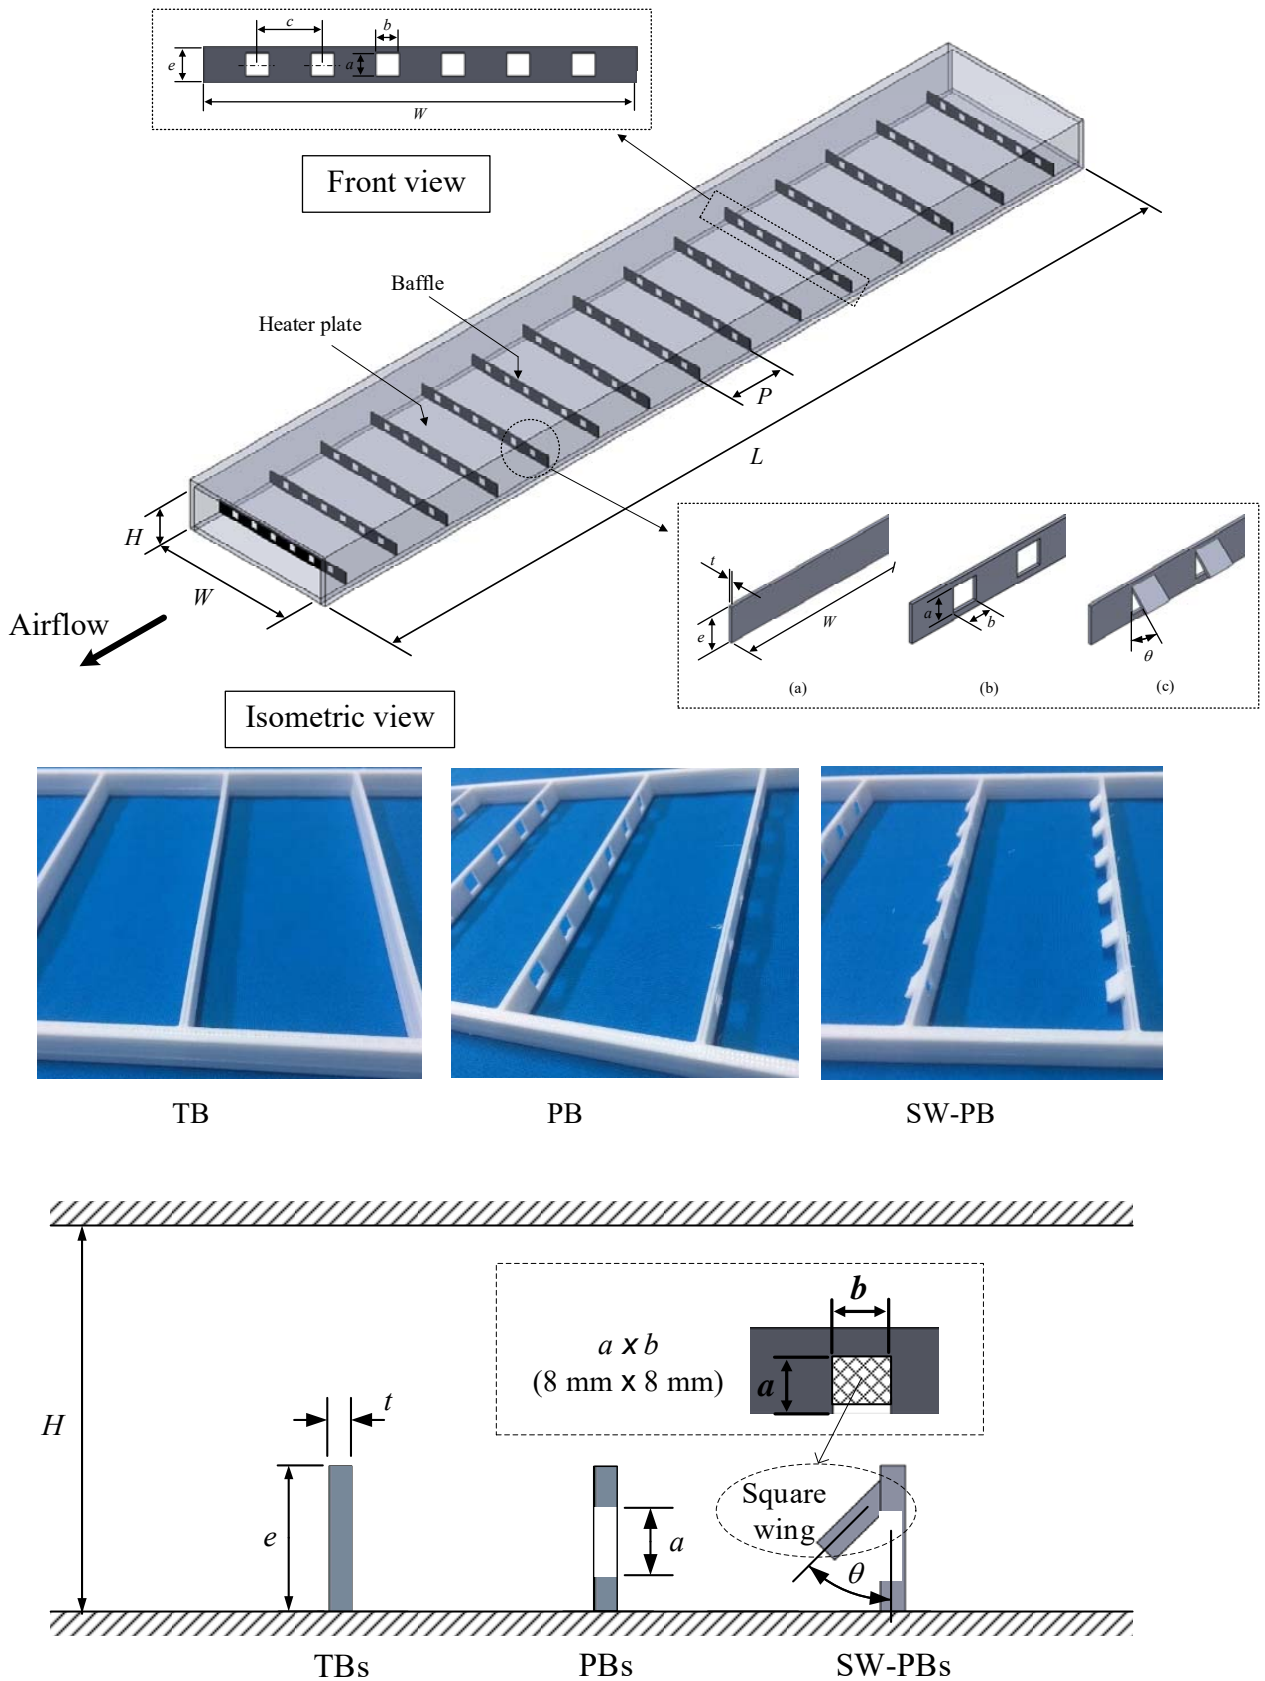 c
b
e
a
W
Front view
Baffle
Heater plate
P
L
H
W
Airflow
t
e
W
a
b
θ
(a)
(b)
(c)
Isometric view
TB
PB
SW-PB
b
a x b
(8 mm x 8 mm)
a
t
H
e
a
Square
wing
θ
TBs
PBs
SW-PBs